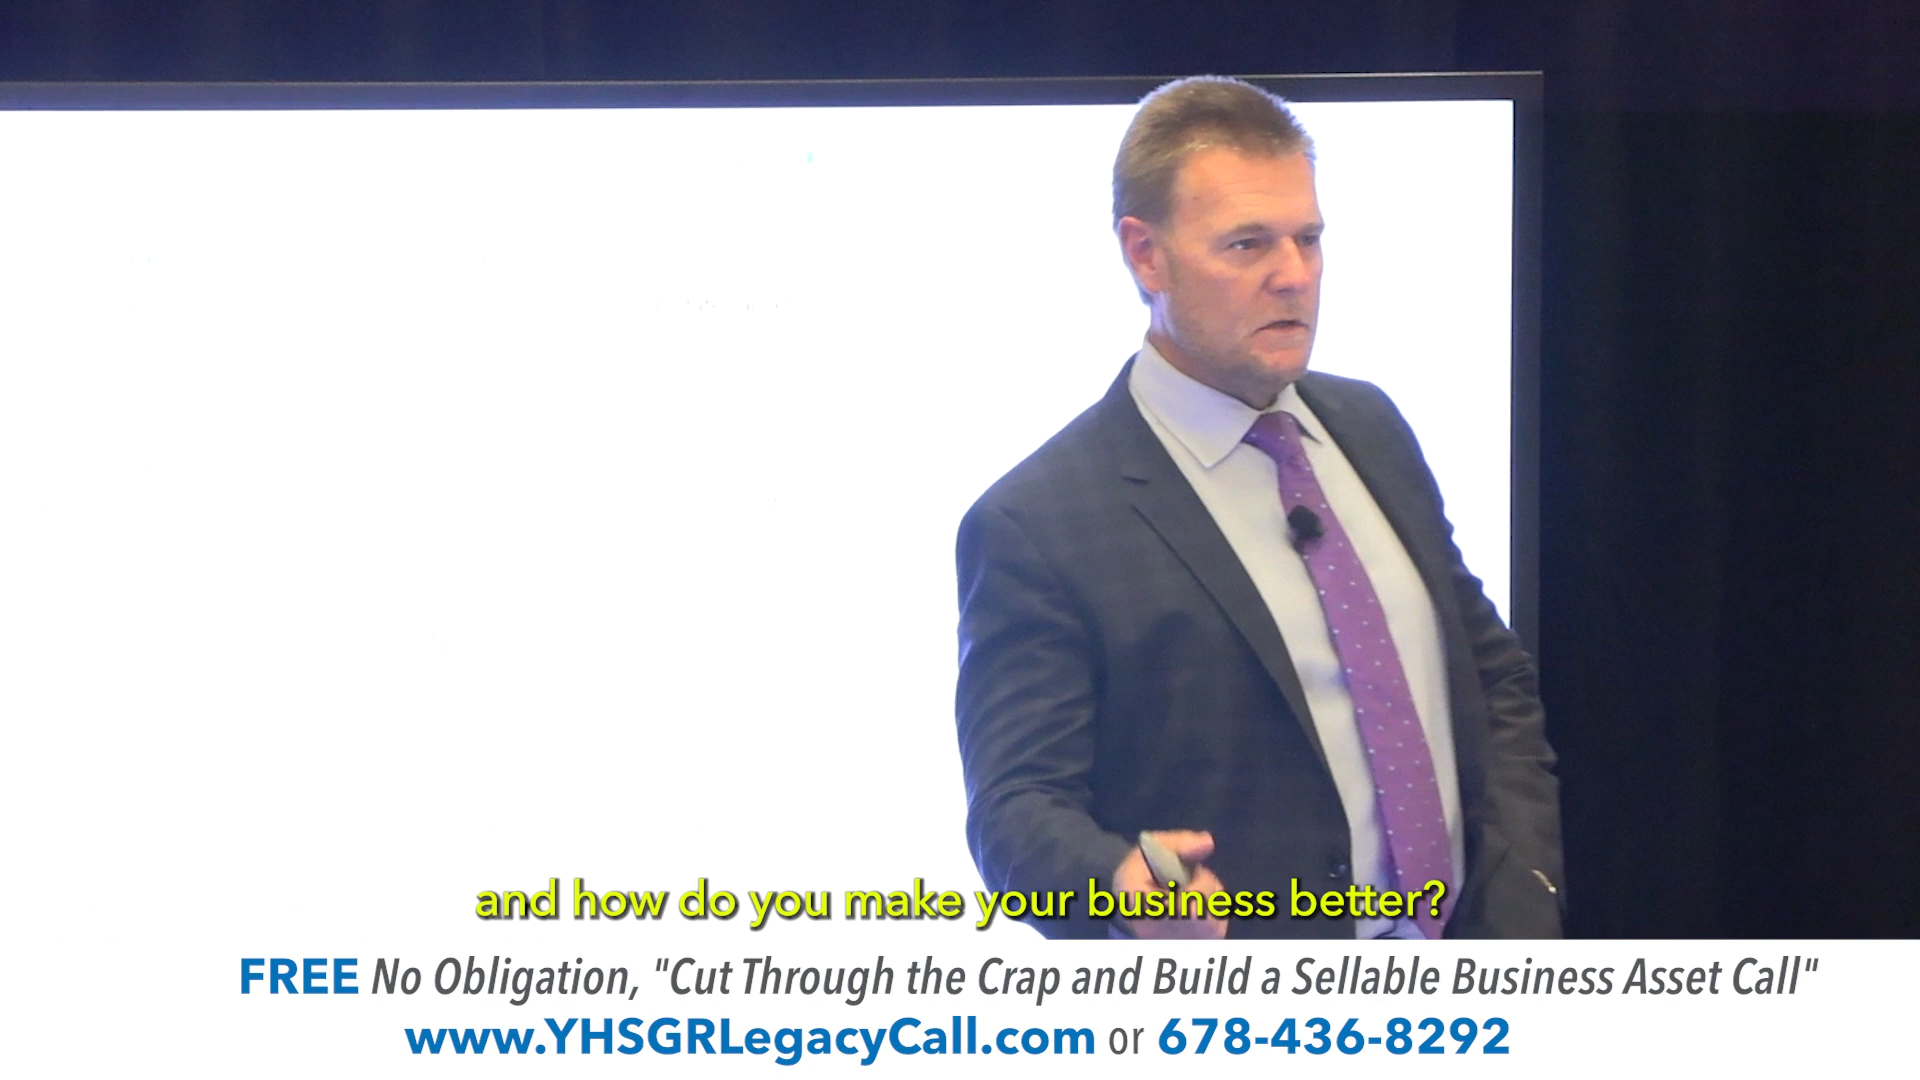 and how do you make your business better?
FREE No Obligation, "Cut Through the Crap and Build a Sellable Business Asset Call"
www.YHSGRLegacyCall.com or 678-436-8292